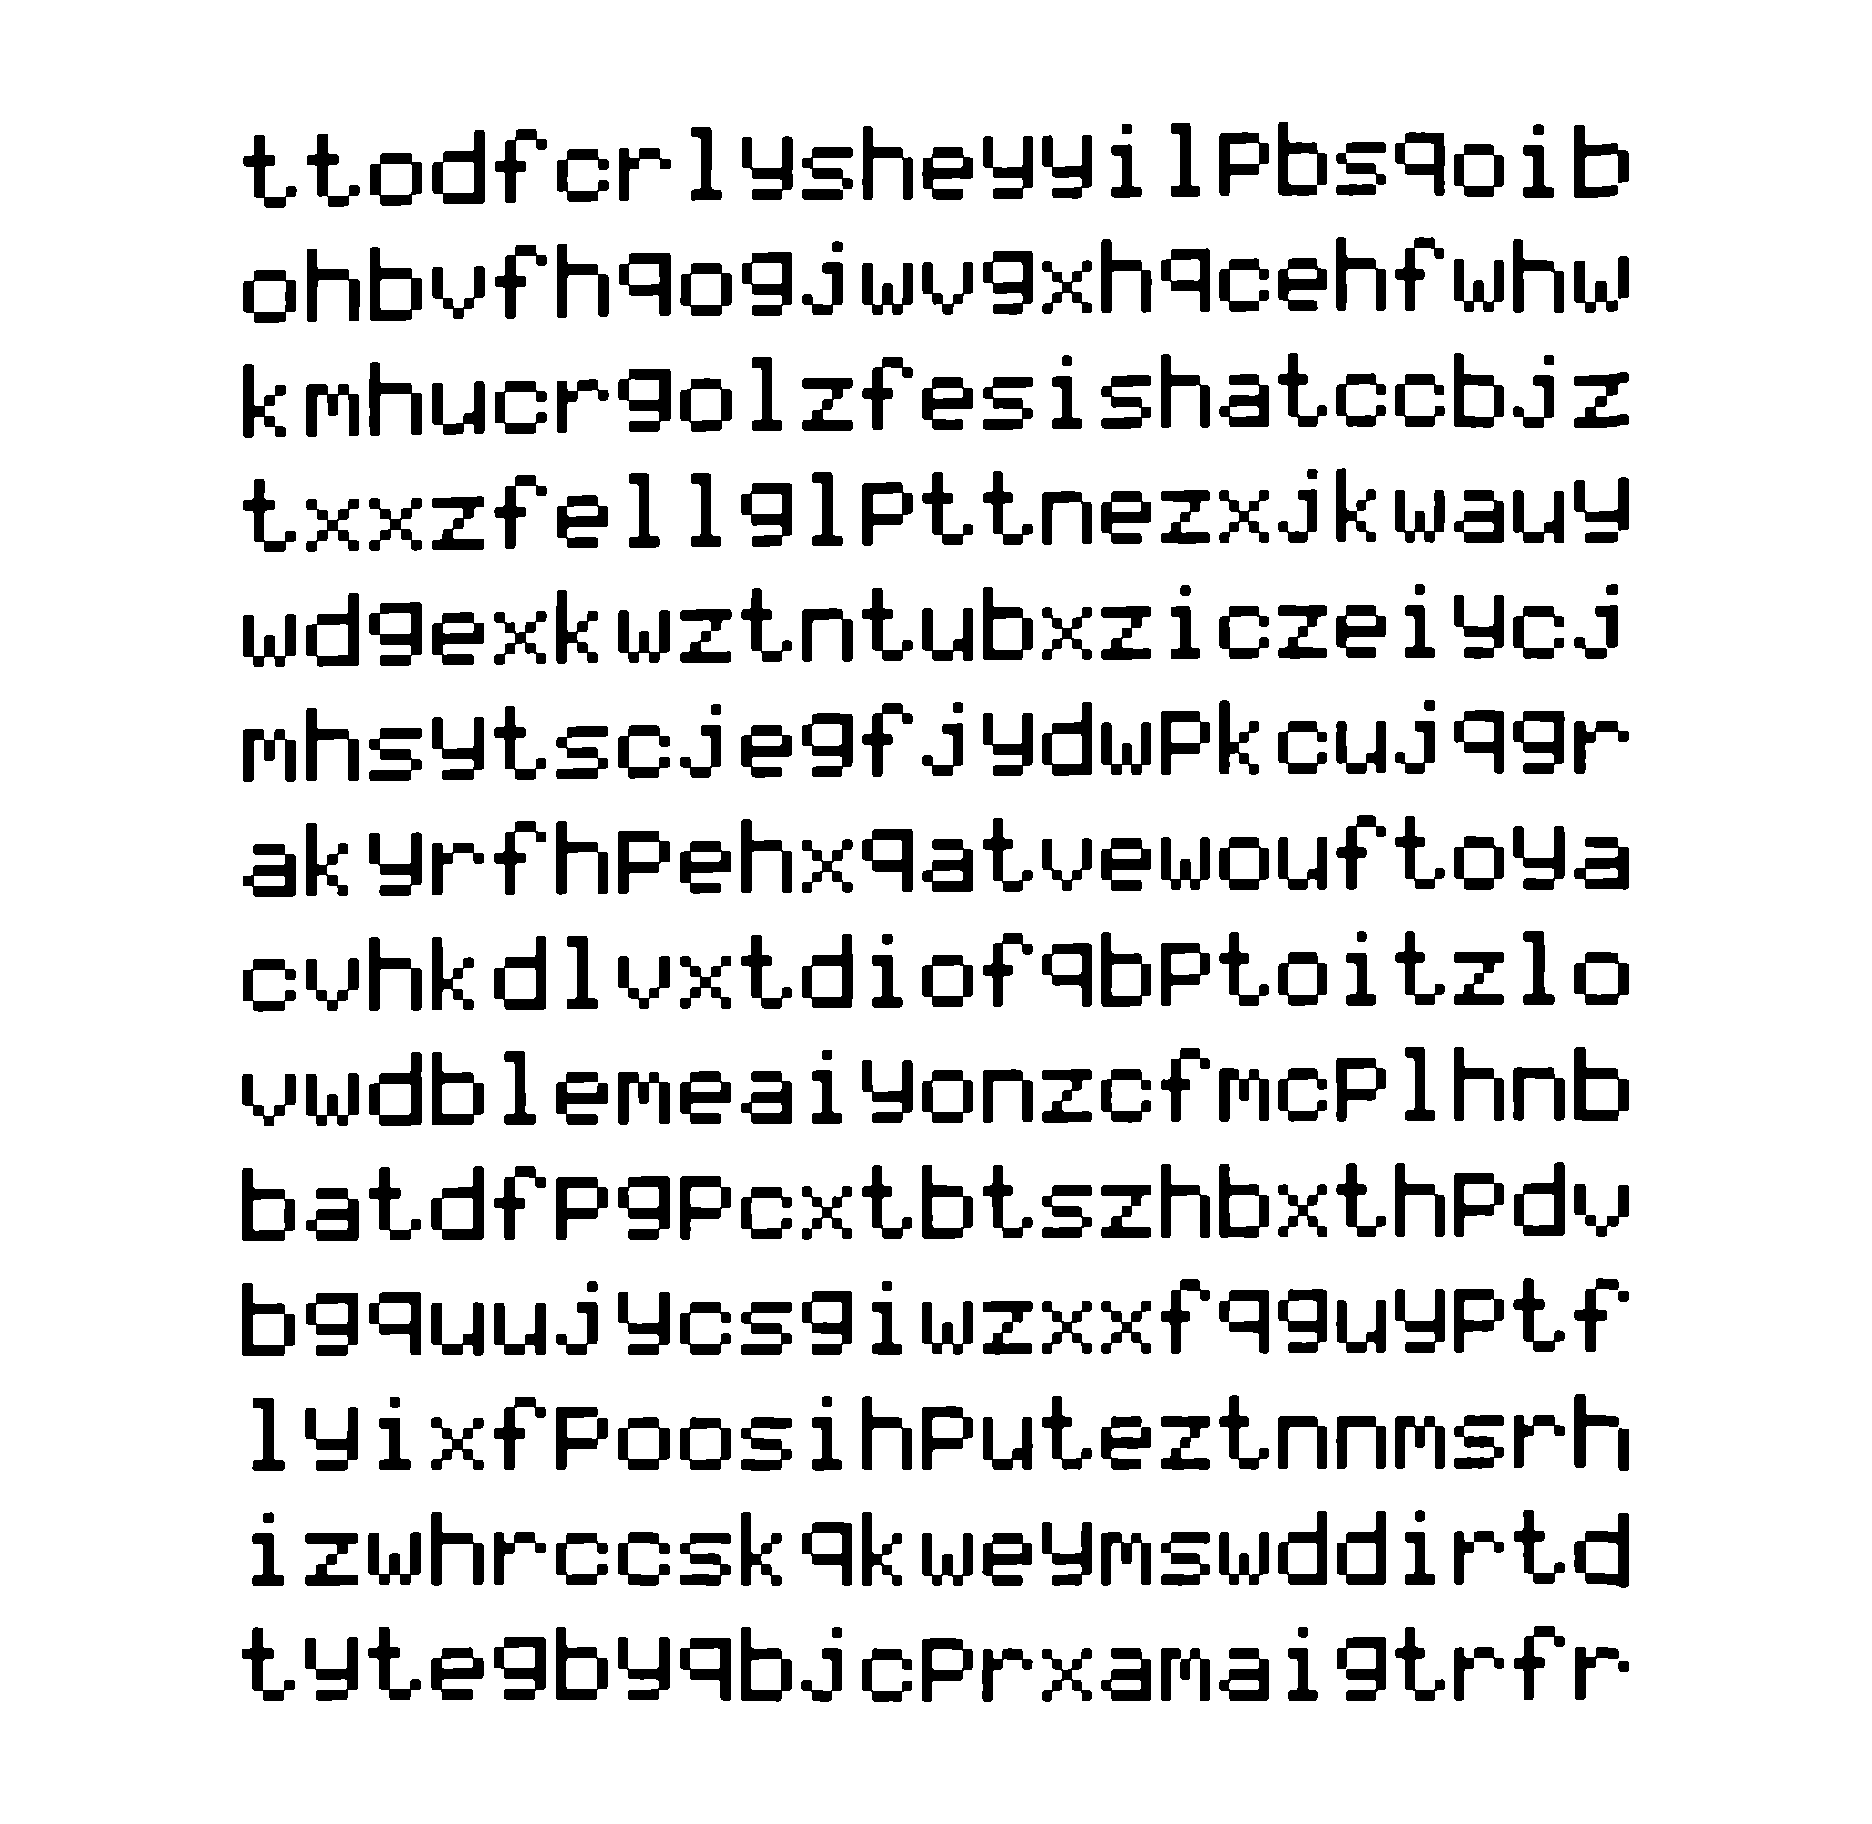 ttodfcrlysheyyilpbsqoib
ohbvfhqogjwvgxhqcehfwhw
kmhucrgolzfesishatccbjz
txxzfellglpttnezxjkwauy
wdgexkwztntubxziczeiycj
mhsytscjegfjydwpkcujqgr
akyrfhpehxqatvewouftoya
cvhkdlvxtdiofqbptoitzlo
vwdblemeaiyonzcfmcplhnb
batdfpgpcxtbtszhbxthpdv
bgquujycsgiwzxxfqguyptf
lyixfpoosihputeztnnmsrh
izwhrccskqkweymswddirtd
tytegbyqbjcprxamaigtrfr